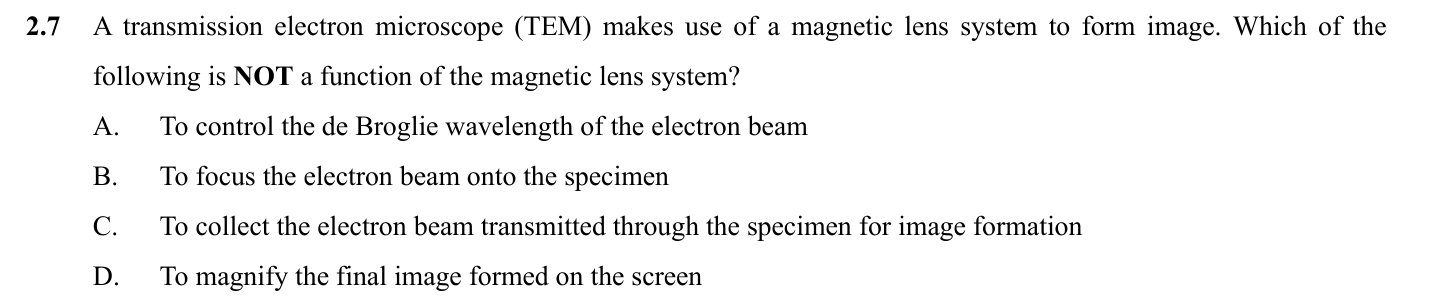 2.7 A transmission electron microscope (TEM) makes use of a magnetic lens system to form image. Which of the
following is NOT a function of the magnetic lens system?
A. To control the de Broglie wavelength of the electron beam
B. To focus the electron beam onto the specimen
C. To collect the electron beam transmitted through the specimen for image formation
D. To magnify the final image formed on the screen